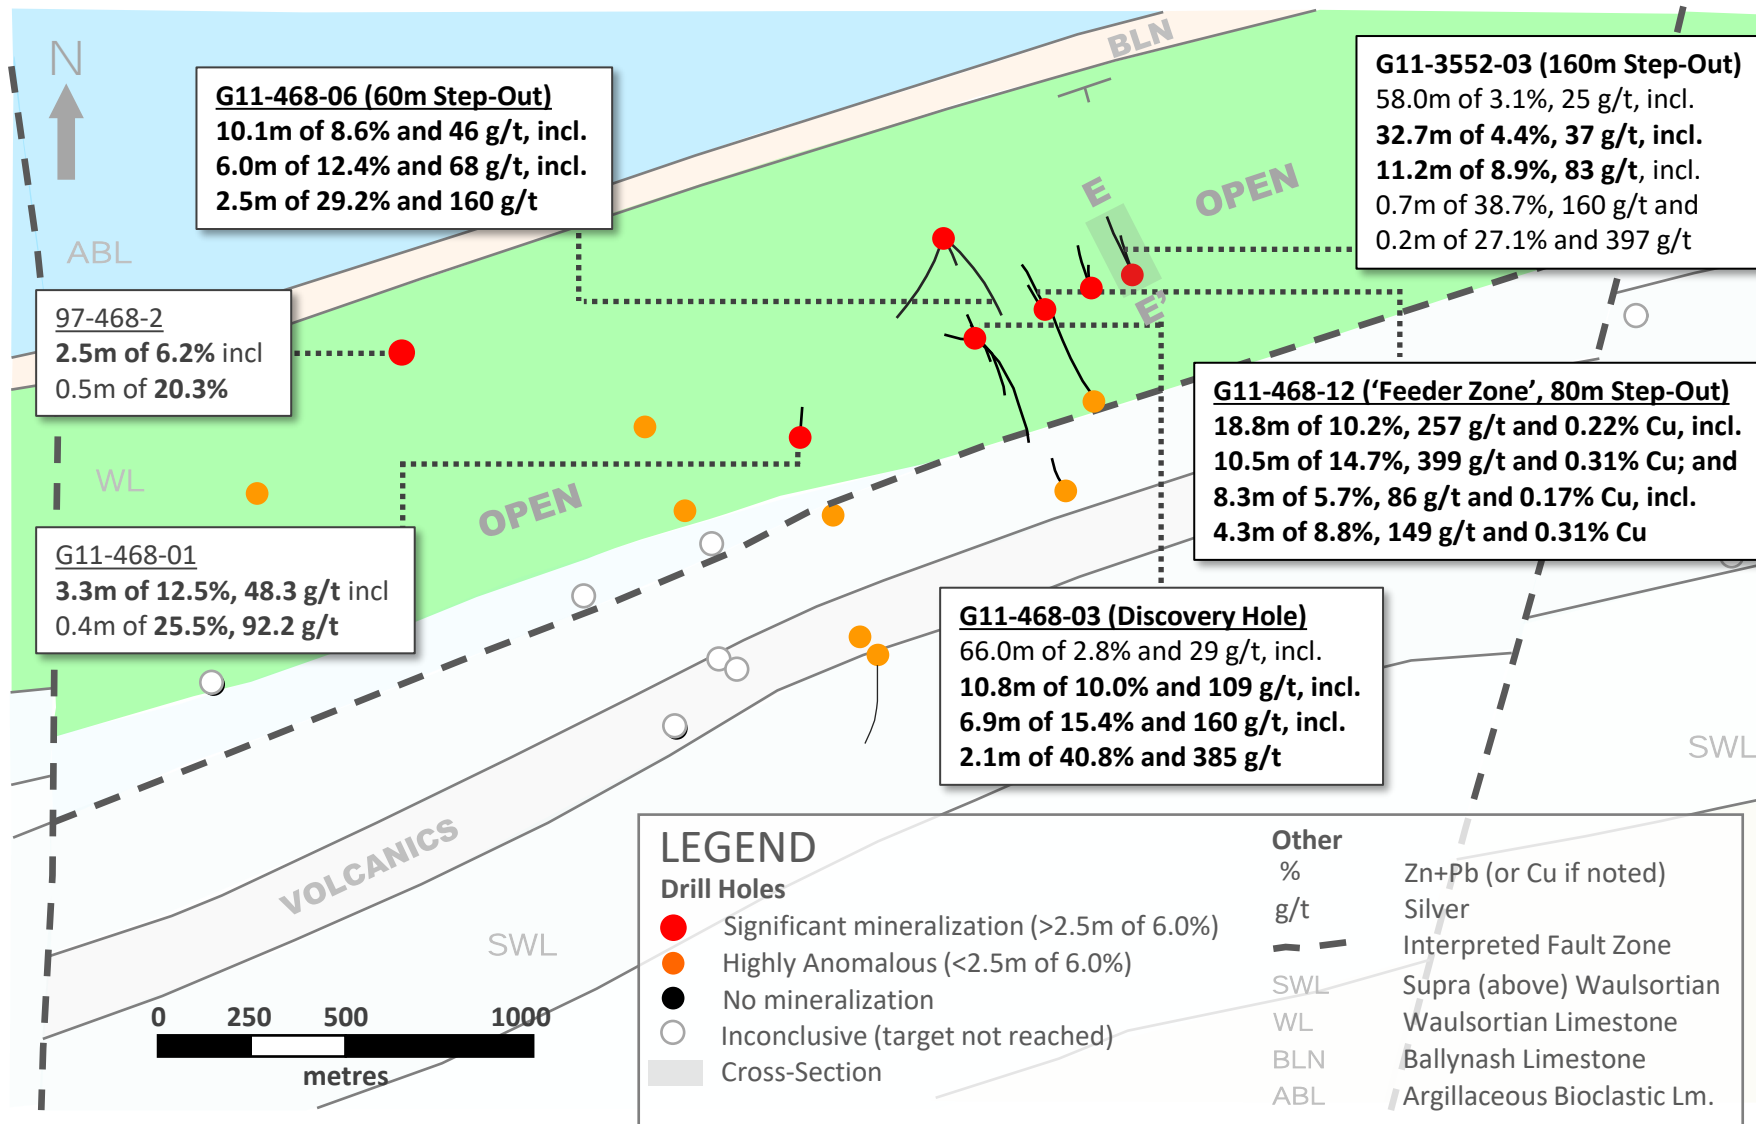 N
BLN
G11-468-06 (60m Step-Out)
10.1m of 8.6% and 46 g/t, incl.
6.0m of 12.4% and 68 g/t, incl.
2.5m of 29.2% and 160 g/t
G11-3552-03 (160m Step-Out)
58.0m of 3.1%, 25 g/t, incl.
32.7m of 4.4%, 37 g/t, incl.
11.2m of 8.9%, 83 g/t, incl.
0.7m of 38.7%, 160 g/t and
0.2m of 27.1% and 397 g/t
ABL
E
OPEN
E'
97-468-2
2.5m of 6.2% incl
0.5m of 20.3%
WL
OPEN
G11-468-12 (‘Feeder Zone’, 80m Step-Out)
18.8m of 10.2%, 257 g/t and 0.22% Cu, incl.
10.5m of 14.7%, 399 g/t and 0.31% Cu; and
8.3m of 5.7%, 86 g/t and 0.17% Cu, incl.
4.3m of 8.8%, 149 g/t and 0.31% Cu
G11-468-01
3.3m of 12.5%, 48.3 g/t incl
0.4m of 25.5%, 92.2 g/t
G11-468-03 (Discovery Hole)
66.0m of 2.8% and 29 g/t, incl.
10.8m of 10.0% and 109 g/t, incl.
6.9m of 15.4% and 160 g/t, incl.
2.1m of 40.8% and 385 g/t
SWL
VOLCANICS
SWL
0 250 500 1000
metres
LEGEND
Drill Holes
Significant mineralization (>2.5m of 6.0%)
Highly Anomalous (<2.5m of 6.0%)
No mineralization
Inconclusive (target not reached)
Cross-Section
Other
% Zn+Pb (or Cu if noted)
g/t Silver
Interpreted Fault Zone
SWL Supra (above) Waulsortian
WL Waulsortian Limestone
BLN Ballynash Limestone
ABL Argillaceous Bioclastic Lm.